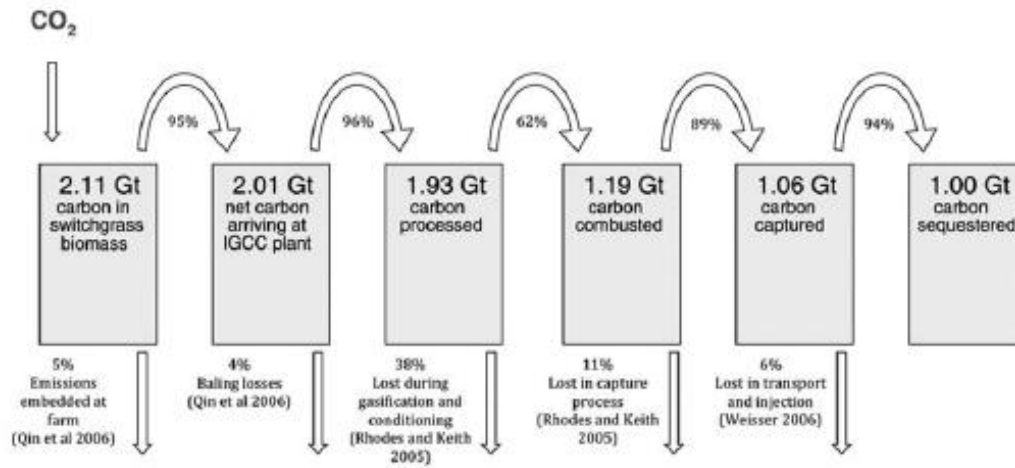 CO₂
95%
96%
62%
89%
94%
2.11 Gt
carbon in
switchgrass
biomass
2.01 Gt
net carbon
arriving at
IGCC plant
1.93 Gt
carbon
processed
1.19 Gt
carbon
combusted
1.06 Gt
carbon
captured
1.00 Gt
carbon
sequestered
5%
Emissions
embedded at
farm
(Qin et al 2006)
4%
Baling losses
(Qin et al 2006)
38%
Lost during
gasification and
conditioning
(Rhodes and Keith
2005)
11%
Lost in capture
process
(Rhodes and Keith
2005)
6%
Lost in transport
and injection
(Weisser 2006)